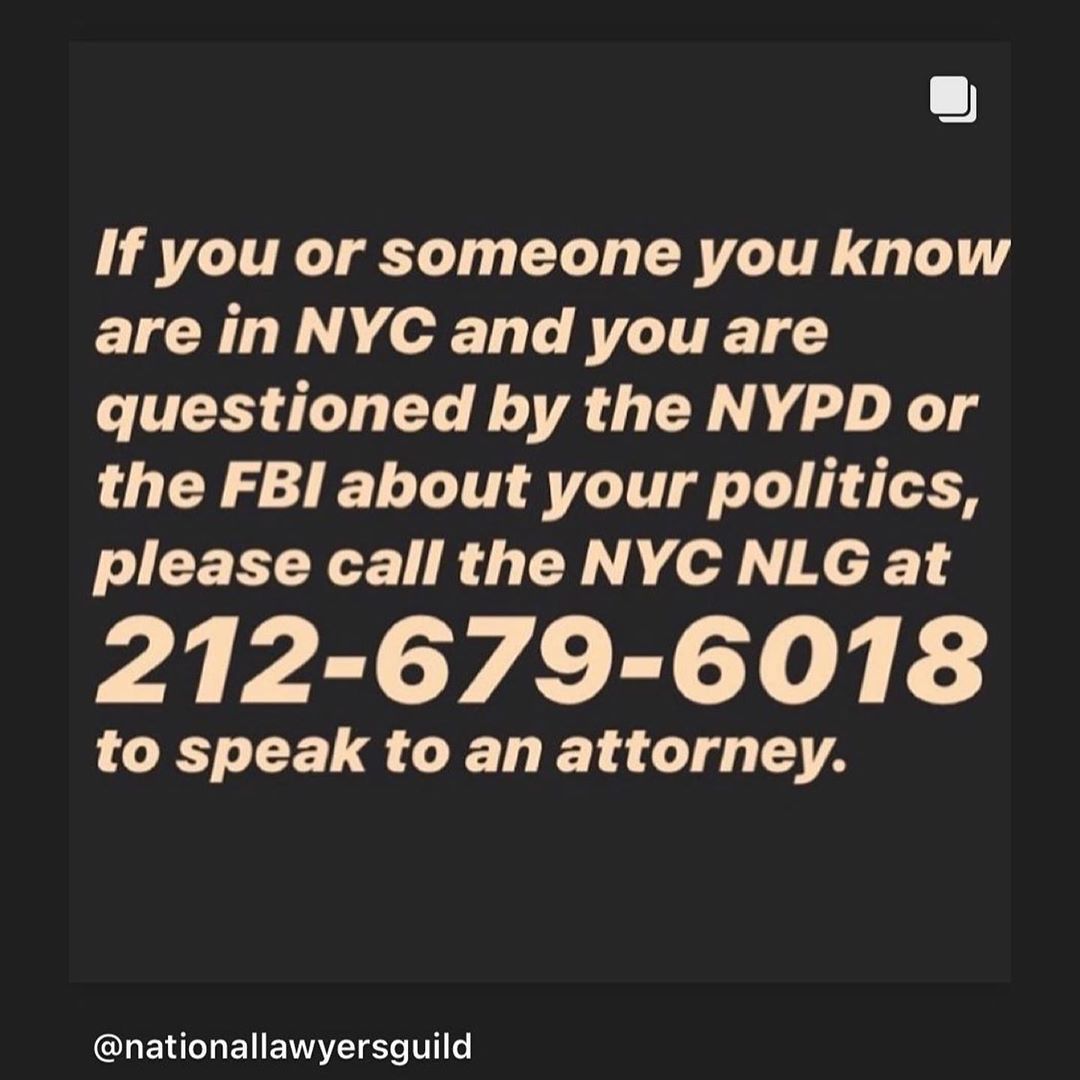 If you or someone you know
are in NYC and you are
questioned by the NYPD or
the FBI about your politics,
please call the NYC NLG at
212-679-6018
to speak to an attorney.
@nationallawyersguild